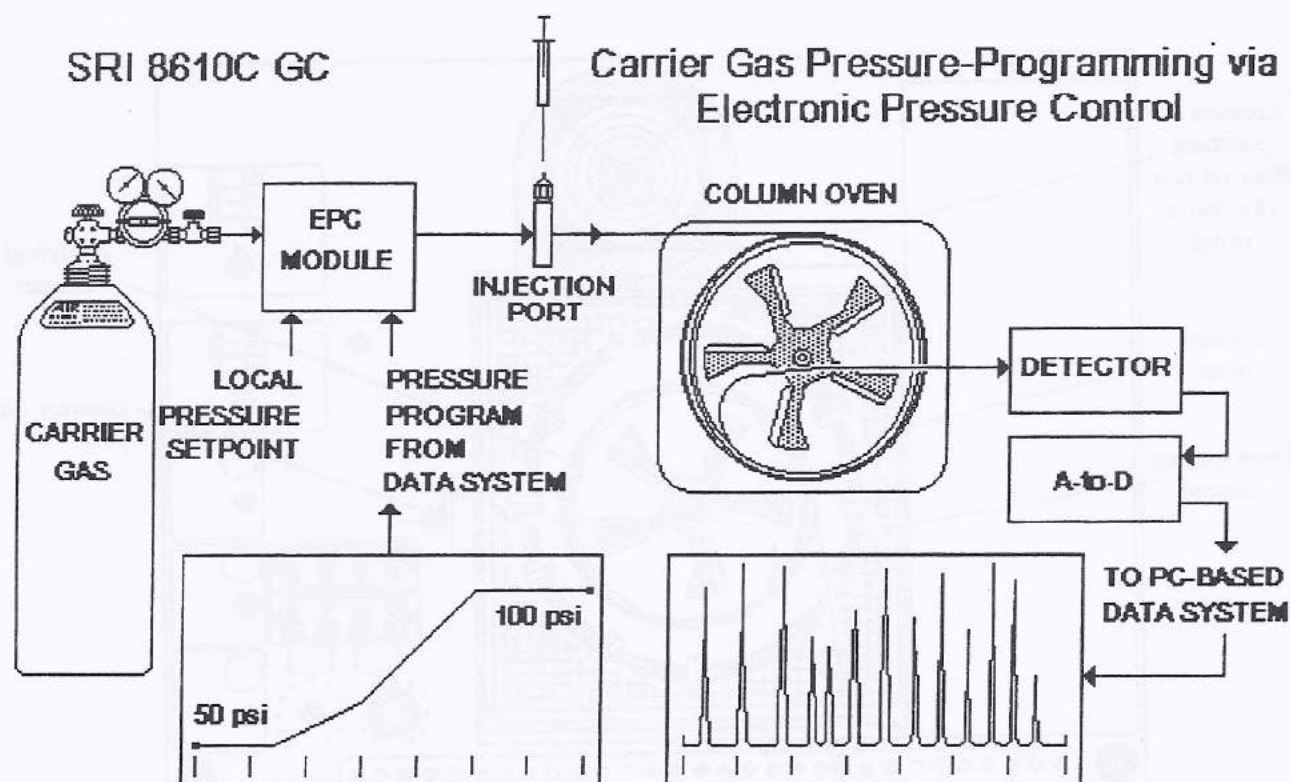 SRI 8610C GC
Carrier Gas Pressure-Programming via
Electronic Pressure Control
COLUMN OVEN
EPC
MODULE
INJECTION
PORT
AIR
LOCAL
PRESSURE
SETPOINT
PRESSURE
PROGRAM
FROM
DATA SYSTEM
CARRIER
GAS
DETECTOR
A-to-D
TO PC-BASED
DATA SYSTEM
50 psi
100 psi